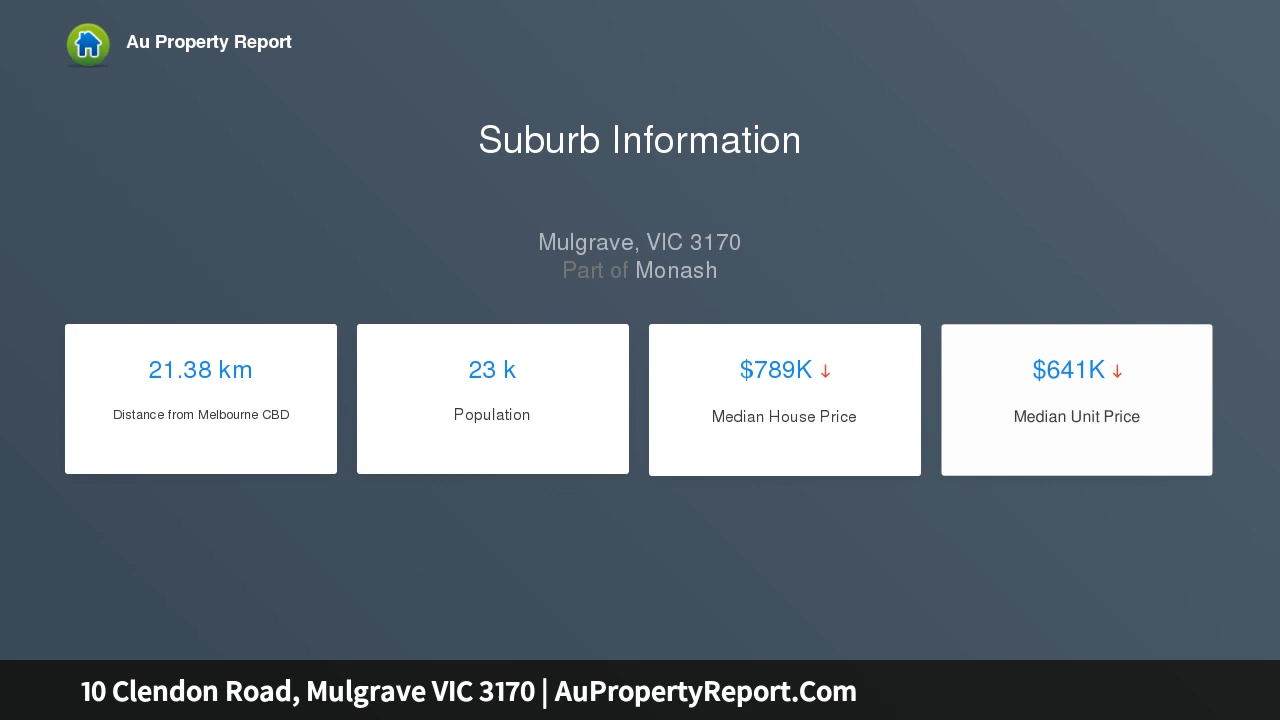 Au Property Report
Suburb Information
Mulgrave, VIC 3170
Part of Monash
21.38 km
Distance from Melbourne CBD
23 k
Population
$789K ↓
Median House Price
$641K ↓
Median Unit Price
10 Clendon Road, Mulgrave VIC 3170 | AuPropertyReport.Com